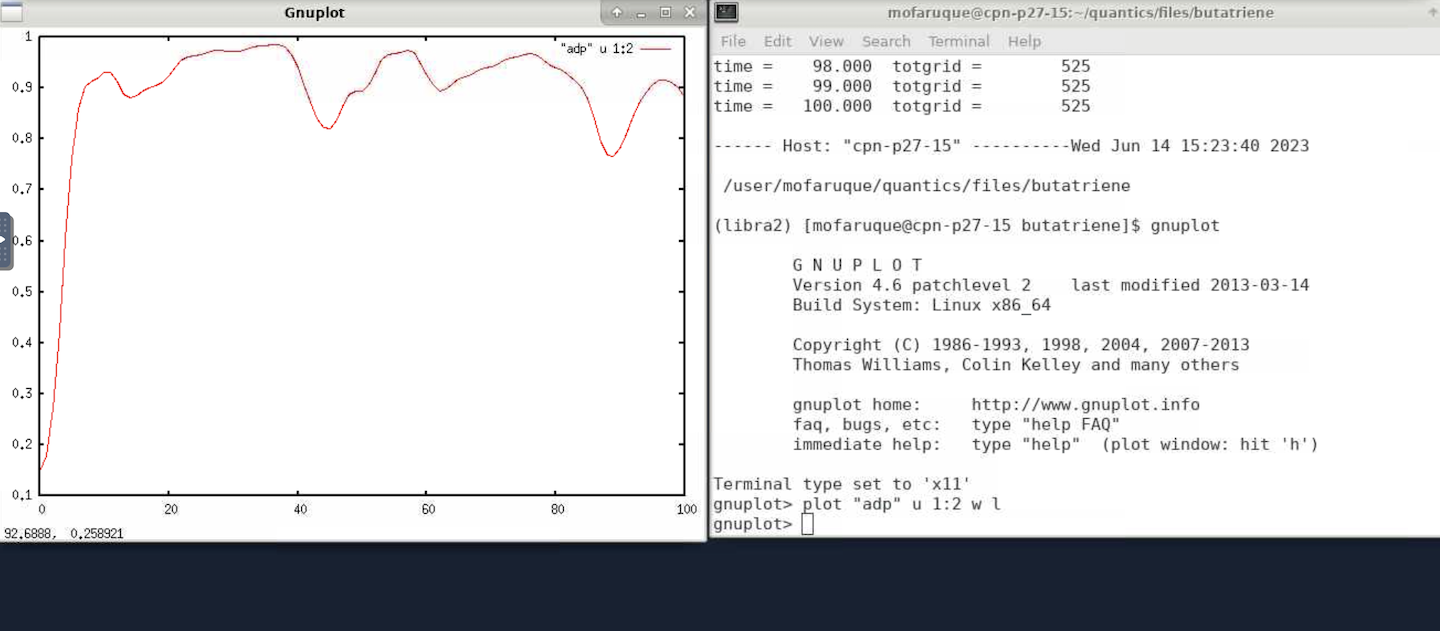 Gnuplot
"adp" u 1:2
1
0.9
0.8
0.7
0.6
0.5
0.4
0.3
0.2
0.1
0 20 40 60 80 100
92.6888, 0.258921
mofaruque@cpn-p27-15:~/quantics/files/butatriene
File Edit View Search Terminal Help
time = 98.000 totgrid = 525
time = 99.000 totgrid = 525
time = 100.000 totgrid = 525
------ Host: "cpn-p27-15" ----------Wed Jun 14 15:23:40 2023
/user/mofaruque/quantics/files/butatriene
(libra2) [mofaruque@cpn-p27-15 butatriene]$ gnuplot
G N U P L O T
Version 4.6 patchlevel 2 last modified 2013-03-14
Build System: Linux x86_64
Copyright (C) 1986-1993, 1998, 2004, 2007-2013
Thomas Williams, Colin Kelley and many others
gnuplot home: http://www.gnuplot.info
faq, bugs, etc: type "help FAQ"
immediate help: type "help" (plot window: hit 'h')
Terminal type set to 'x11'
gnuplot> plot "adp" u 1:2 w l
gnuplot>